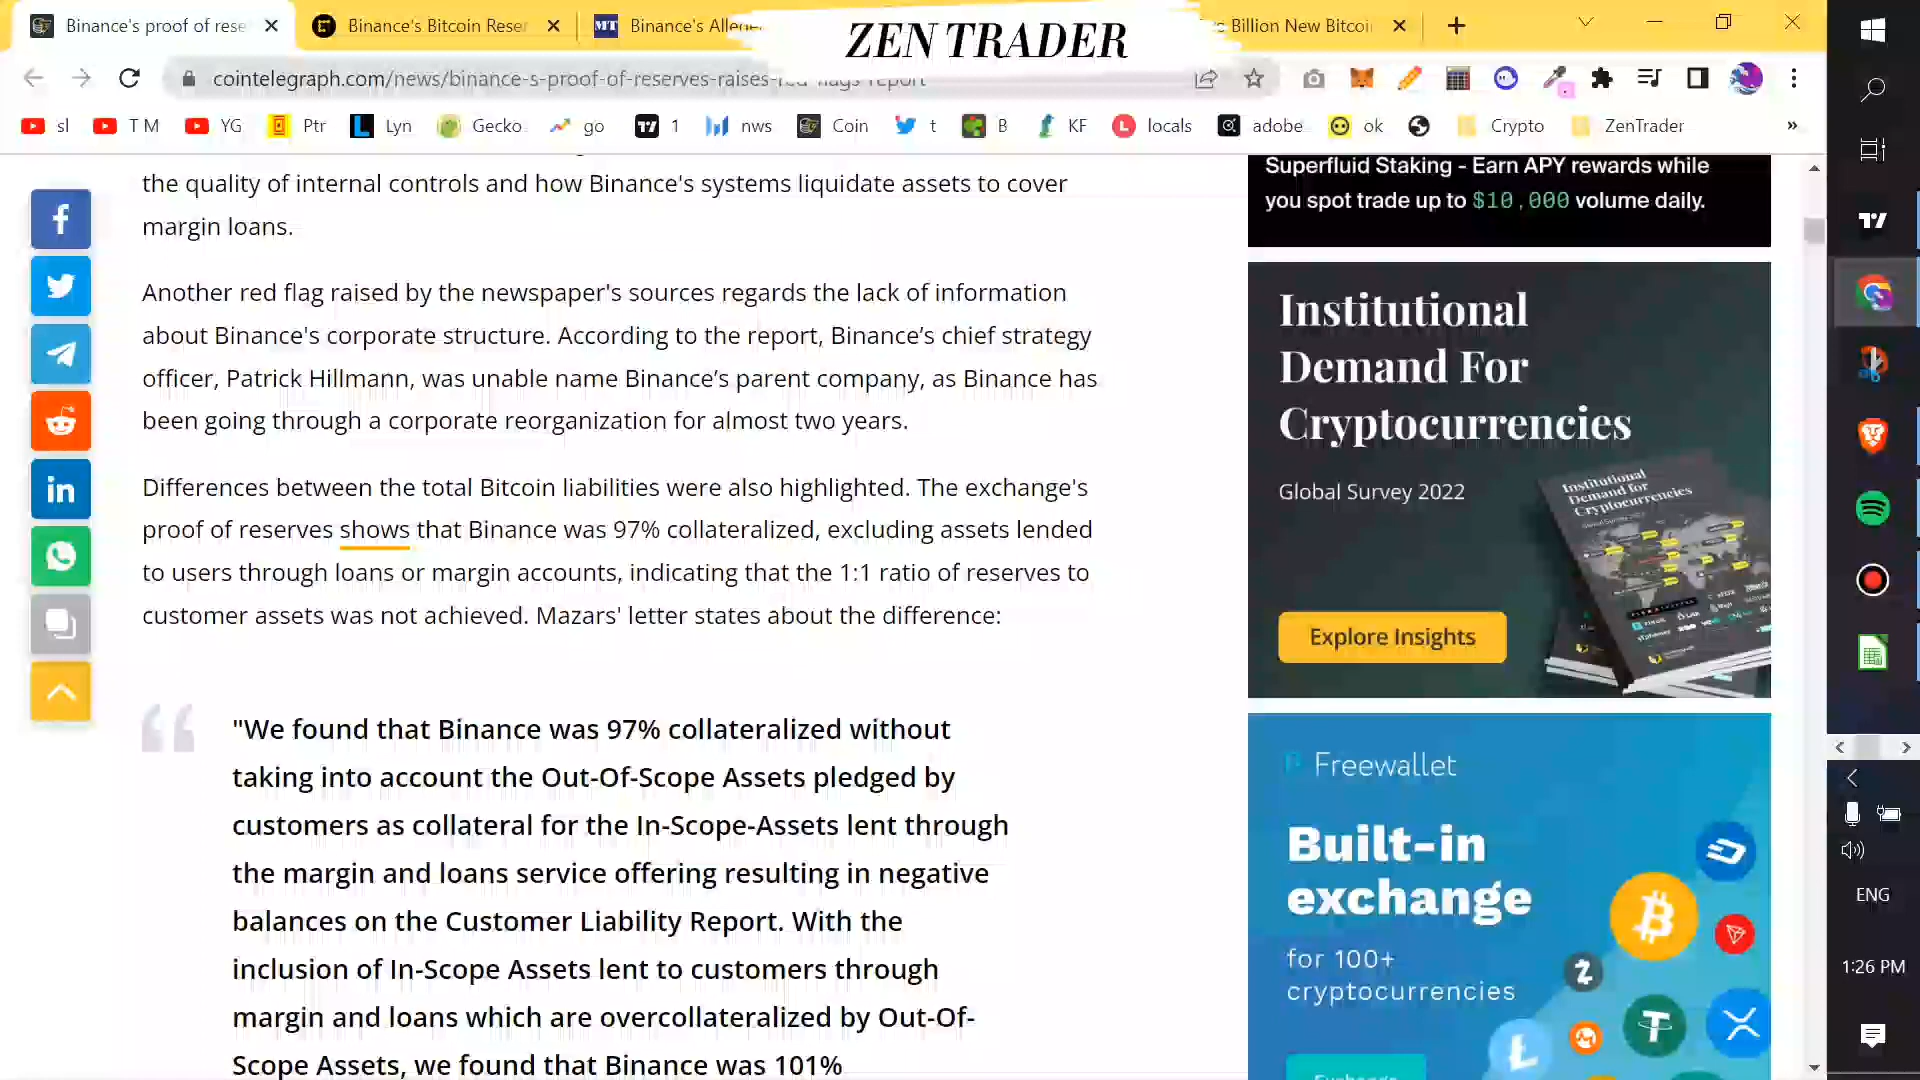 Binance's proof of rese
Binance's Bitcoin Reser
MT
Binance's Alleged
ZEN TRADER
Billion New Bitcoin
cointelegraph.com/news/binance-s-proof-of-reserves-raises-red-flags-report
sl
T M
YG
Ptr
Lyn
Gecko
go
1
nws
Coin
t
B
KF
locals
adobe
ok
Crypto
ZenTrader
»
the quality of internal controls and how Binance's systems liquidate assets to cover
margin loans.
Another red flag raised by the newspaper's sources regards the lack of information
about Binance's corporate structure. According to the report, Binance’s chief strategy
officer, Patrick Hillmann, was unable name Binance’s parent company, as Binance has
been going through a corporate reorganization for almost two years.
Differences between the total Bitcoin liabilities were also highlighted. The exchange's
proof of reserves shows that Binance was 97% collateralized, excluding assets lended
to users through loans or margin accounts, indicating that the 1:1 ratio of reserves to
customer assets was not achieved. Mazars' letter states about the difference:
"We found that Binance was 97% collateralized without
taking into account the Out-Of-Scope Assets pledged by
customers as collateral for the In-Scope-Assets lent through
the margin and loans service offering resulting in negative
balances on the Customer Liability Report. With the
inclusion of In-Scope Assets lent to customers through
margin and loans which are overcollateralized by Out-Of-
Scope Assets, we found that Binance was 101%
Superfluid Staking - Earn APY rewards while
you spot trade up to $10,000 volume daily.
Institutional
Demand For
Cryptocurrencies
Global Survey 2022
Explore Insights
Institutional
Demand for
Cryptocurrencies
Freewallet
Built-in
exchange
for 100+
cryptocurrencies
Exchange
ENG
1:26 PM